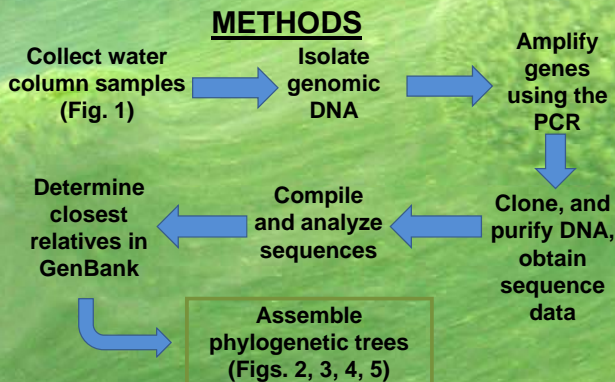 METHODS
Collect water
column samples
(Fig. 1)
Isolate
genomic
DNA
Amplify
genes
using the
PCR
Clone, and
purify DNA,
obtain
sequence
data
Compile
and analyze
sequences
Determine
closest
relatives in
GenBank
Assemble
phylogenetic trees
(Figs. 2, 3, 4, 5)